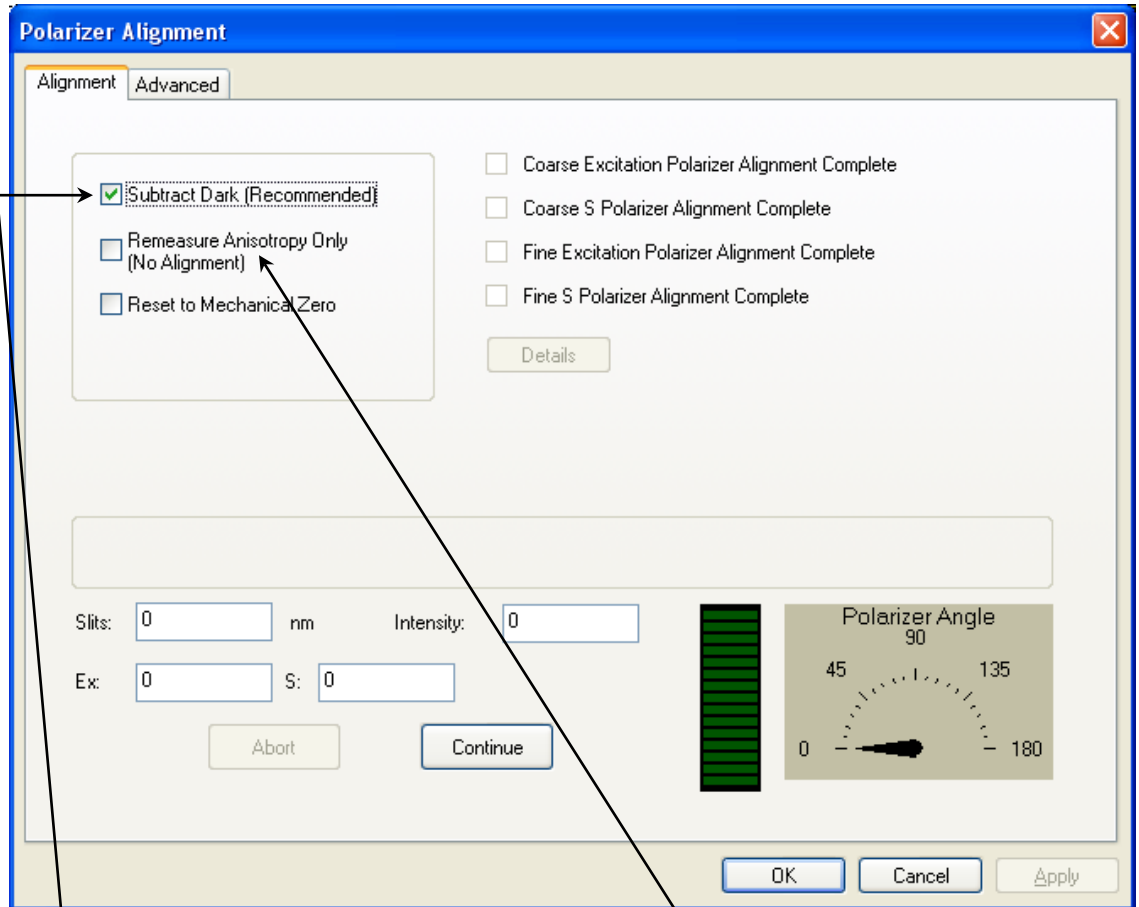 Polarizer Alignment
Alignment
Advanced
Subtract Dark (Recommended)
Remeasure Anisotropy Only
(No Alignment)
Reset to Mechanical Zero
Coarse Excitation Polarizer Alignment Complete
Coarse S Polarizer Alignment Complete
Fine Excitation Polarizer Alignment Complete
Fine S Polarizer Alignment Complete
Details
Slits: 0 nm Intensity: 0
Ex: 0 S: 0
Abort
Continue
Polarizer Angle
90
45 135
0 180
OK
Cancel
Apply